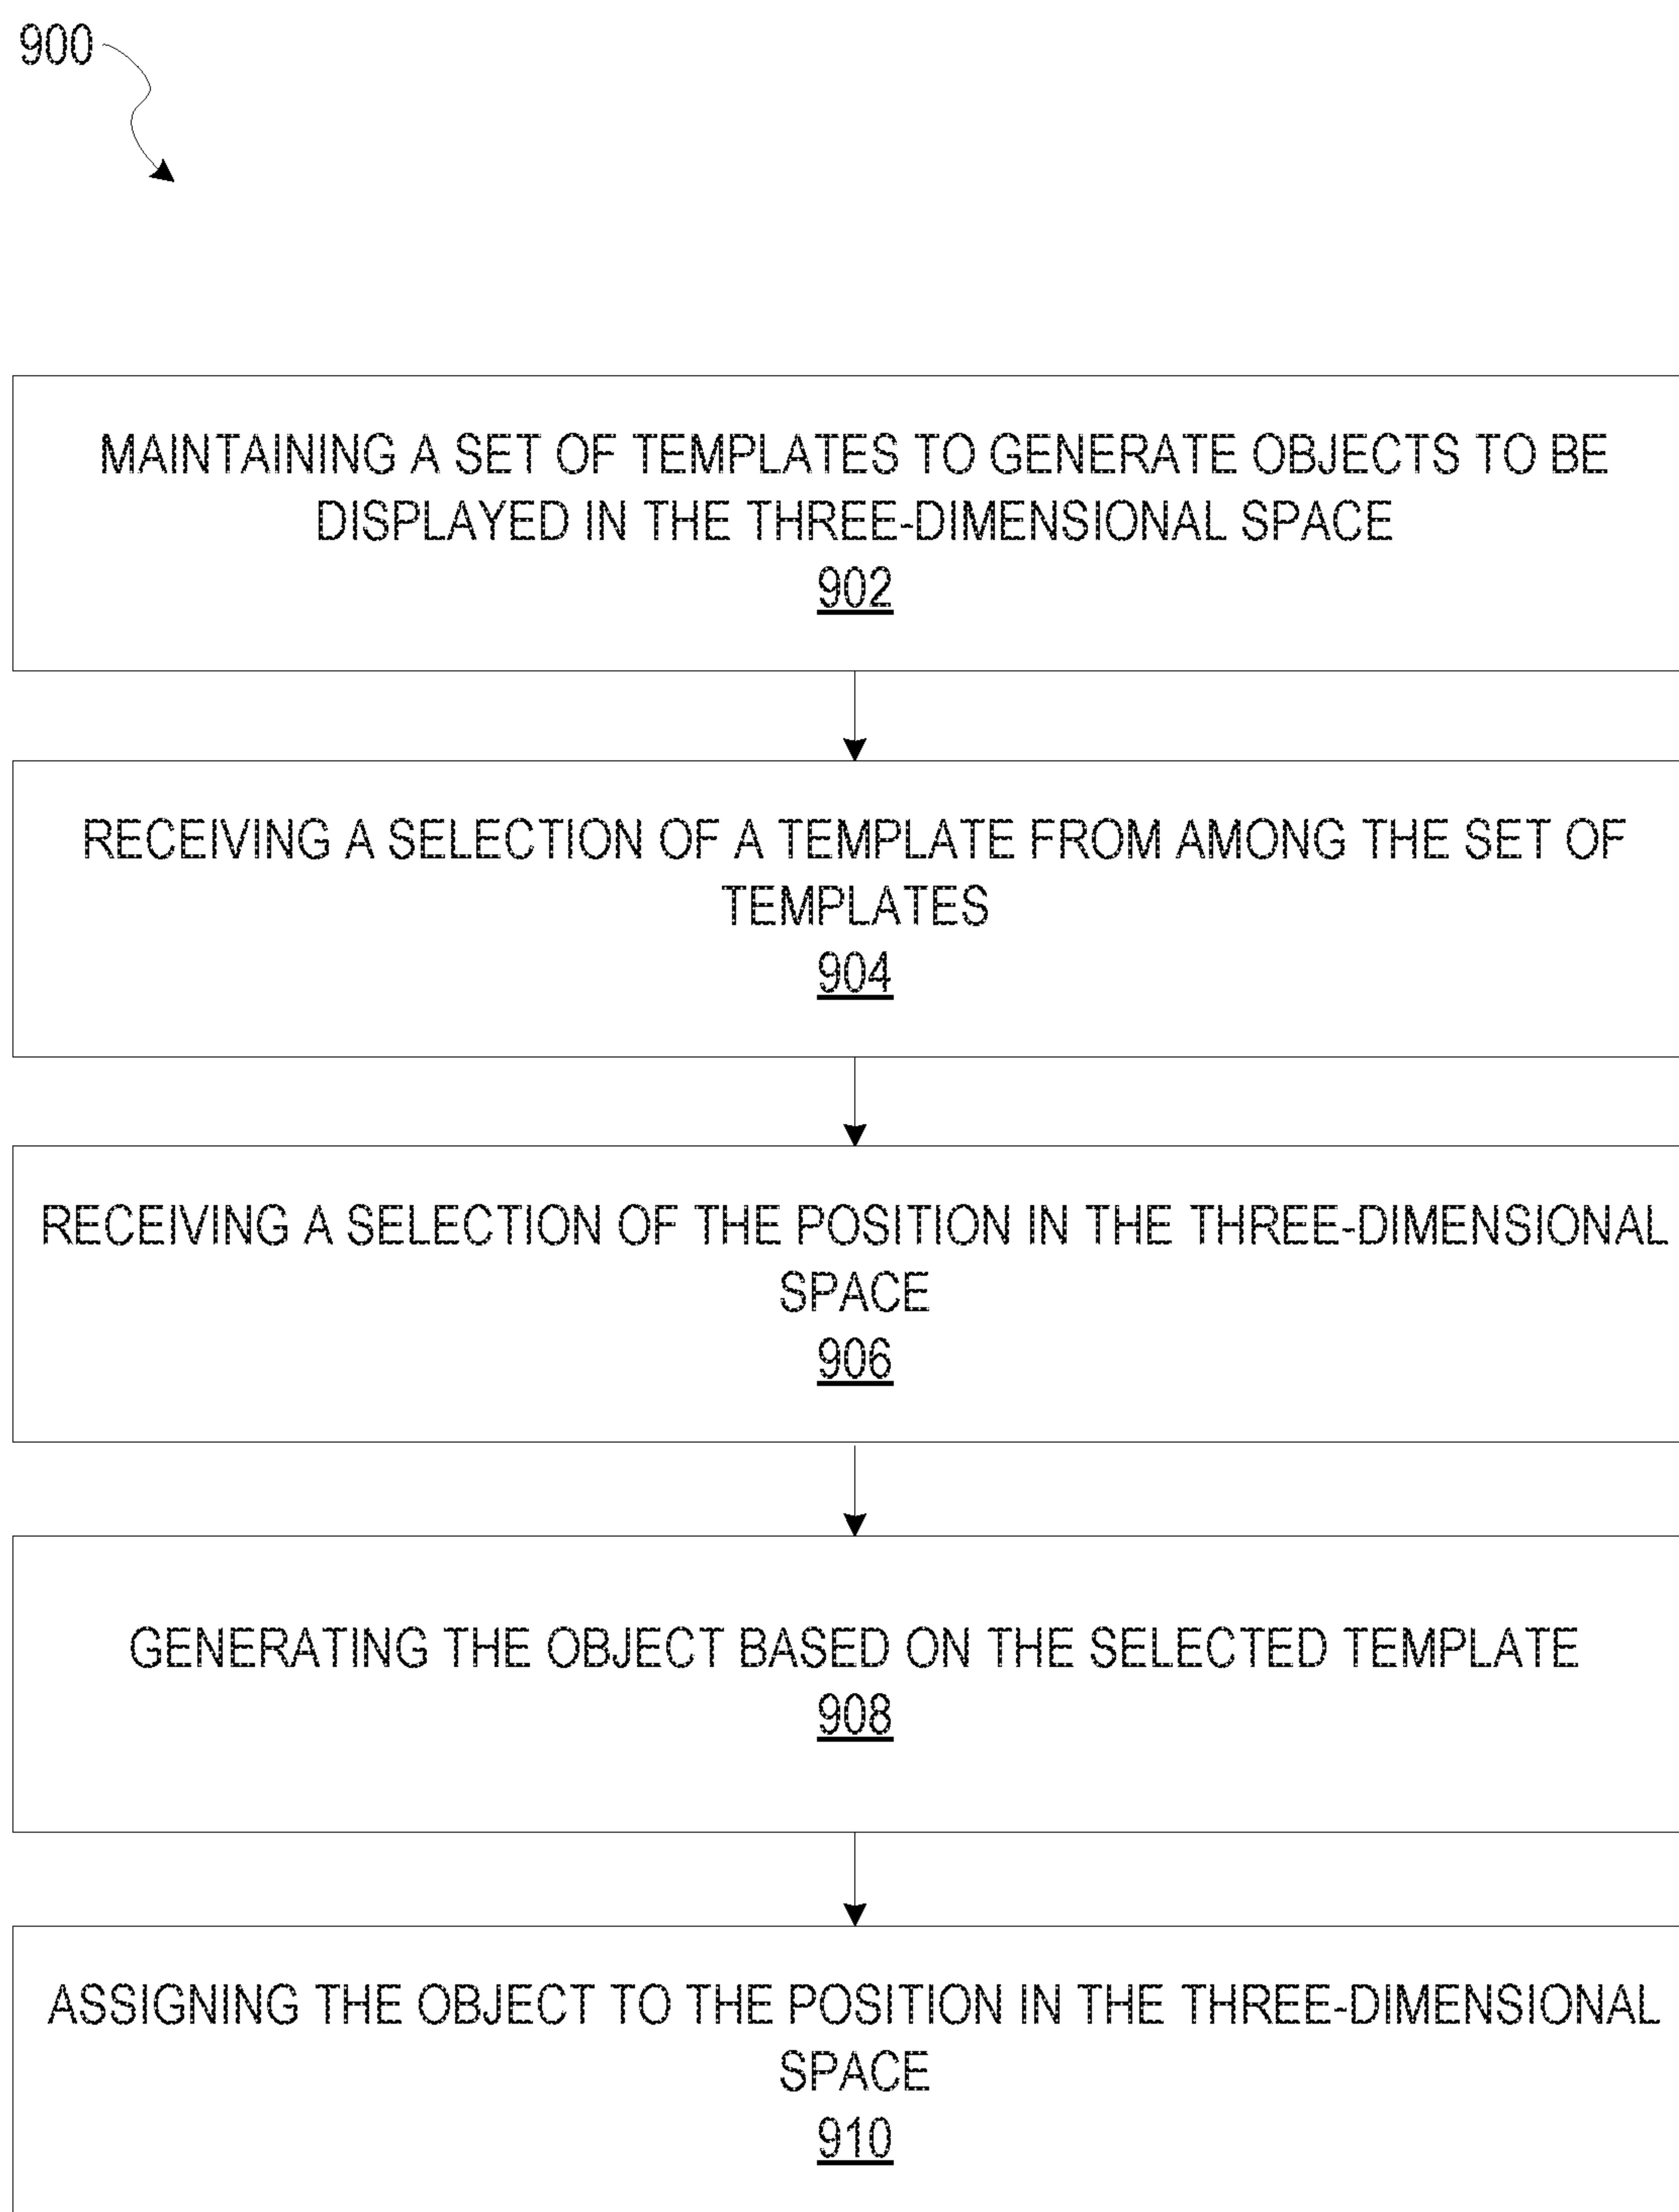 900
MAINTAINING A SET OF TEMPLATES TO GENERATE OBJECTS TO BE
DISPLAYED IN THE THREE-DIMENSIONAL SPACE
902
RECEIVING A SELECTION OF A TEMPLATE FROM AMONG THE SET OF
TEMPLATES
904
RECEIVING A SELECTION OF THE POSITION IN THE THREE-DIMENSIONAL
SPACE
906
GENERATING THE OBJECT BASED ON THE SELECTED TEMPLATE
908
ASSIGNING THE OBJECT TO THE POSITION IN THE THREE-DIMENSIONAL
SPACE
910